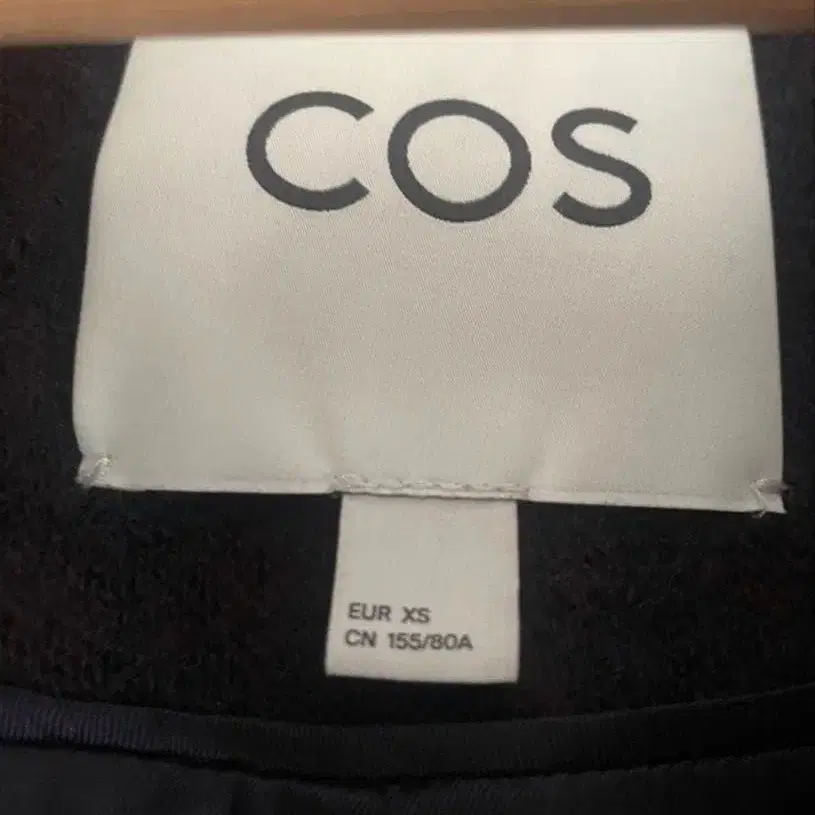 COS
EUR XS
CN 155/80A